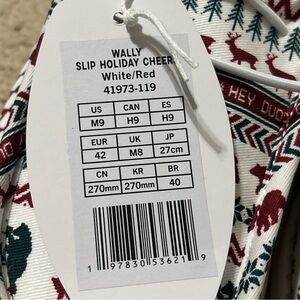 WALLY
SLIP HOLIDAY CHEER
White/Red
41973-119
US CAN ES
M9 H9 H9
EUR UK JP
42 M8 27cm
CN KR BR
270mm 270mm 40
1 97830 53621 9
HEY DUDE